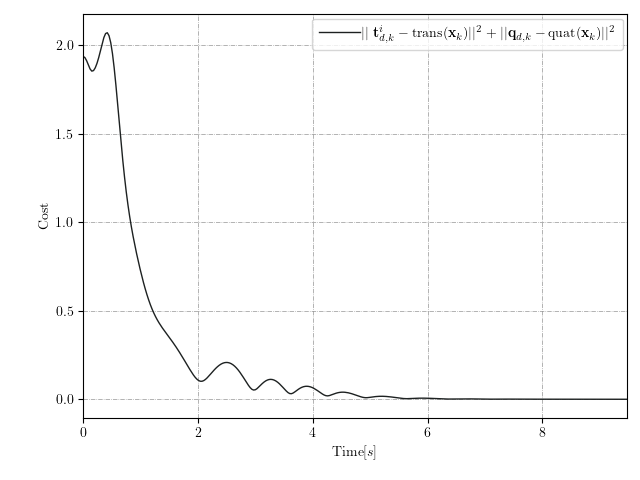 || t^i_{d,k} − trans(x_k)||² + ||q_{d,k} − quat(x_k)||²
2.0
1.5
1.0
0.5
0.0
Cost
0 2 4 6 8
Time[s]